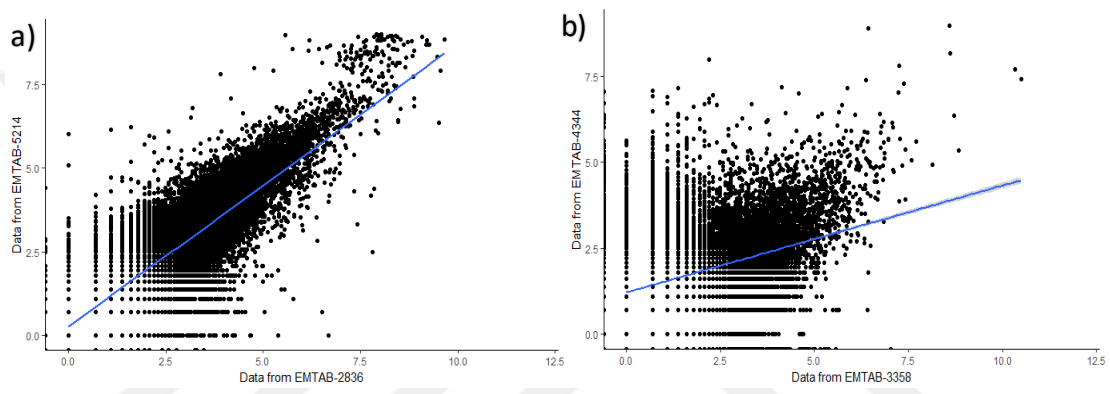 a)
Data from EMTAB-5214
7.5
5.0
2.5
0.0
0.0 2.5 5.0 7.5 10.0 12.5
Data from EMTAB-2836
b)
Data from EMTAB-4344
7.5
5.0
2.5
0.0
0.0 2.5 5.0 7.5 10.0 12.5
Data from EMTAB-3358